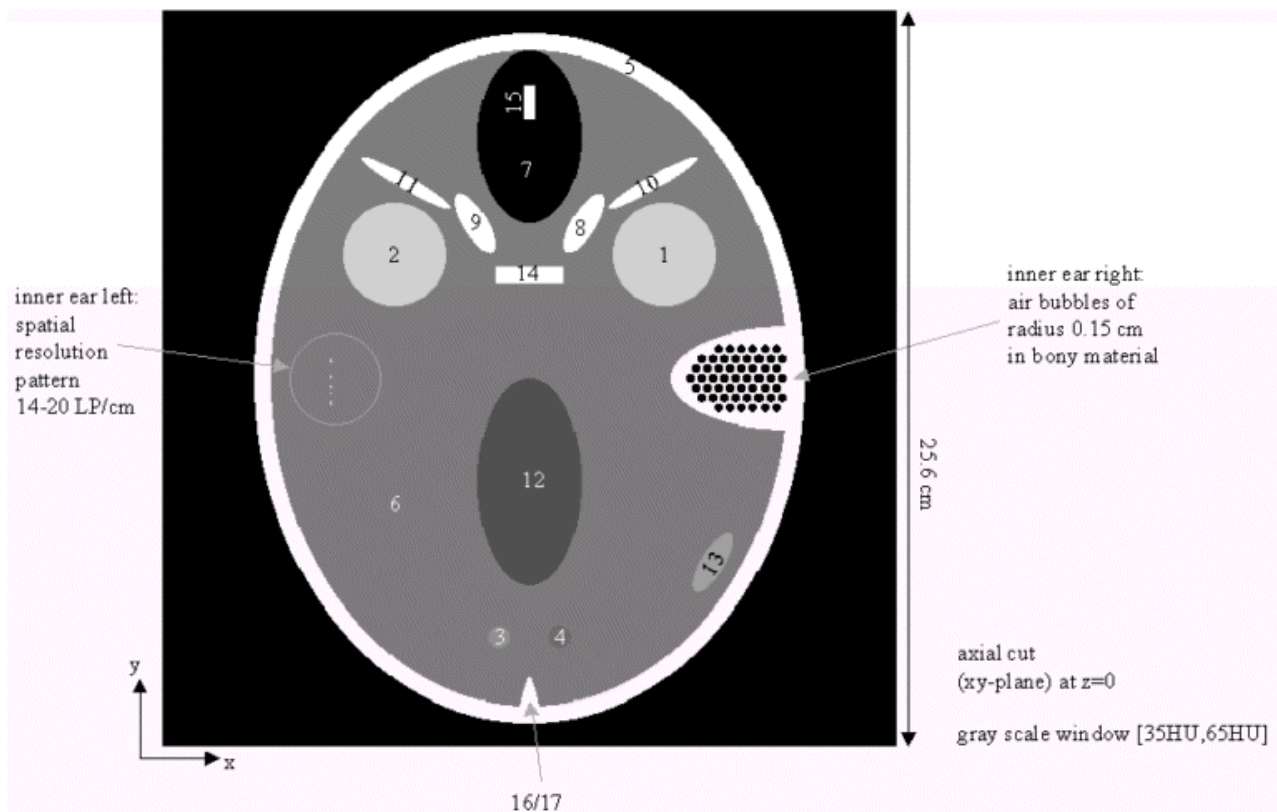 5
15
7
11
10
9
8
2
1
14
inner ear left:
spatial
resolution
pattern
14-20 LP/cm
inner ear right:
air bubbles of
radius 0.15 cm
in bony material
25.6 cm
12
6
13
3
4
y
x
axial cut
(xy-plane) at z=0
gray scale window [35HU,65HU]
16/17